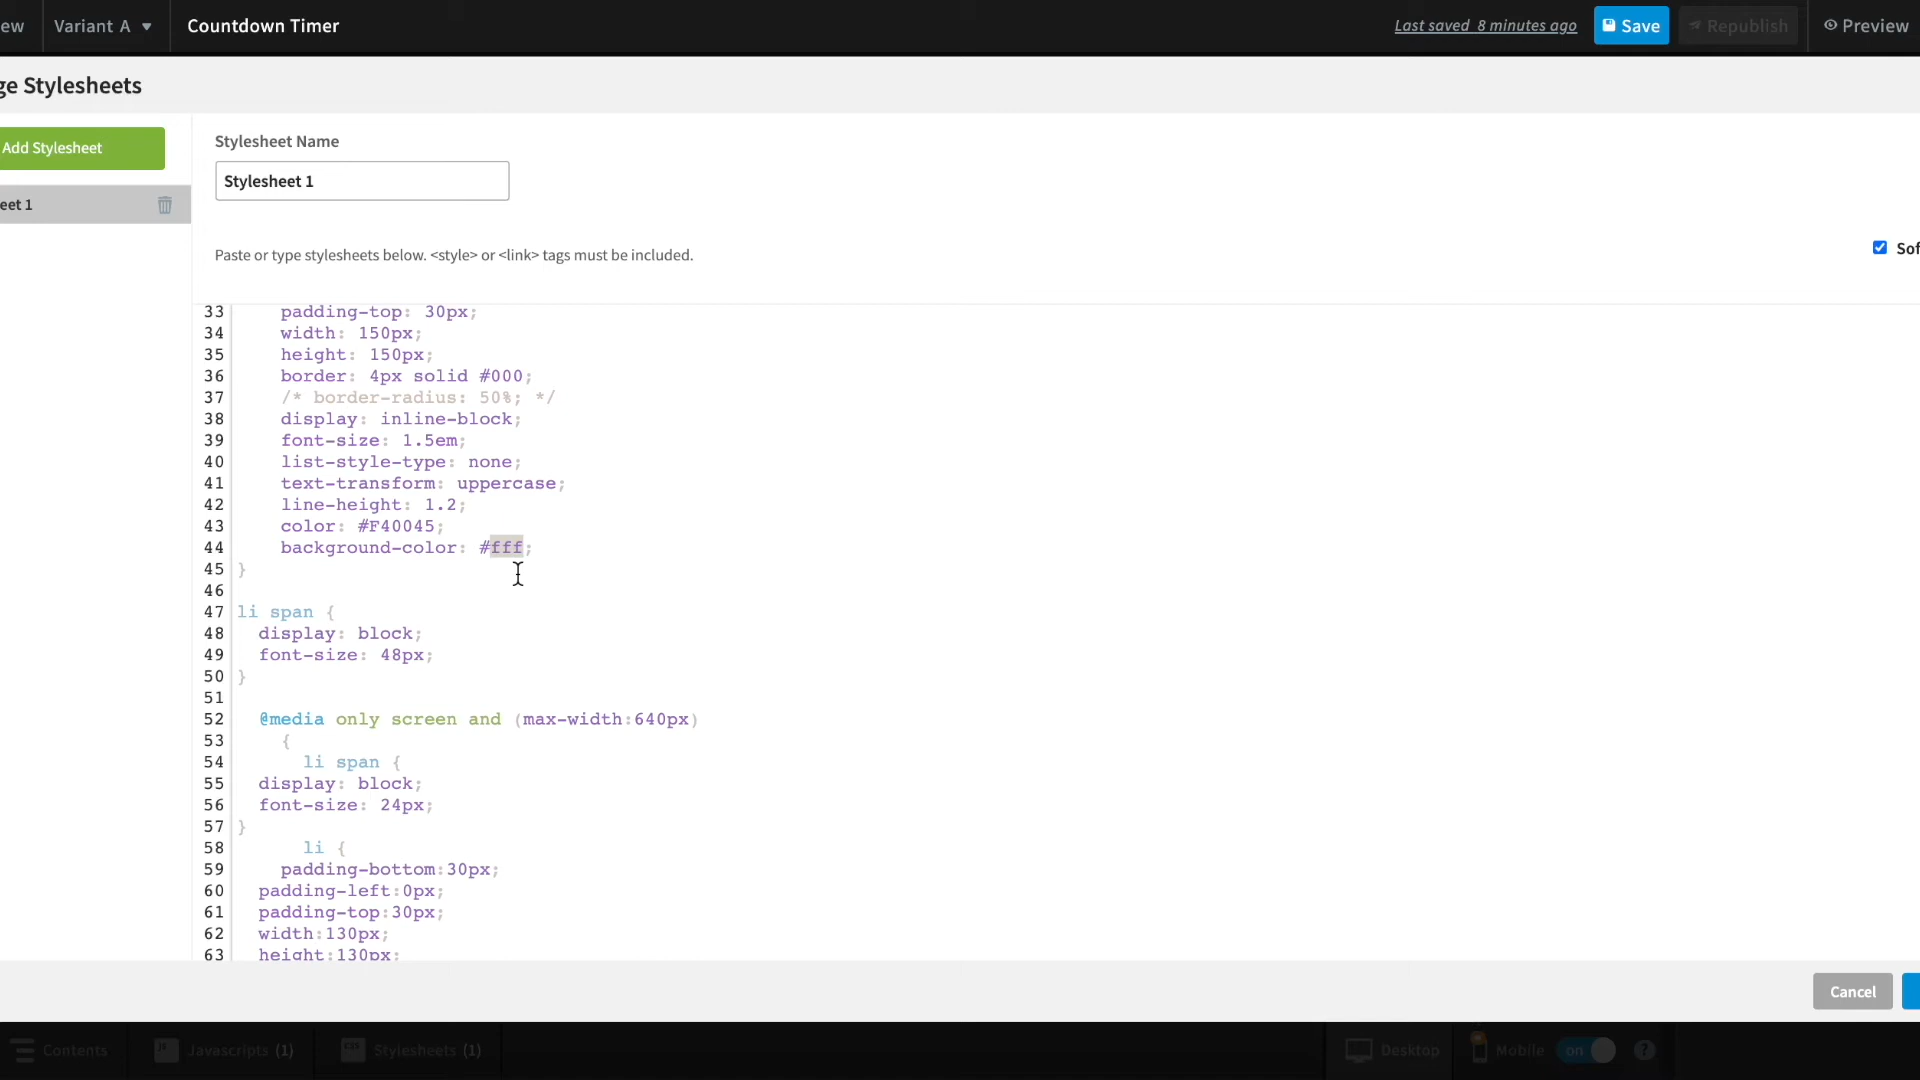 ew
Variant A
Countdown Timer
Last saved 8 minutes ago
Save
Republish
Preview
ge Stylesheets
Add Stylesheet
eet 1
Stylesheet Name
Stylesheet 1
Paste or type stylesheets below. <style> or <link> tags must be included.
Sof
33 padding-top: 30px;
34 width: 150px;
35 height: 150px;
36 border: 4px solid #000;
37 /* border-radius: 50%; */
38 display: inline-block;
39 font-size: 1.5em;
40 list-style-type: none;
41 text-transform: uppercase;
42 line-height: 1.2;
43 color: #F40045;
44 background-color: #fff;
45 }
46
47 li span {
48 display: block;
49 font-size: 48px;
50 }
51
52 @media only screen and (max-width:640px)
53 {
54 li span {
55 display: block;
56 font-size: 24px;
57 }
58 li {
59 padding-bottom:30px;
60 padding-left:0px;
61 padding-top:30px;
62 width:130px;
63 height:130px;
Cancel
Contents
JS
Javascripts (1)
CSS
Stylesheets (1)
Desktop
Mobile
on
?